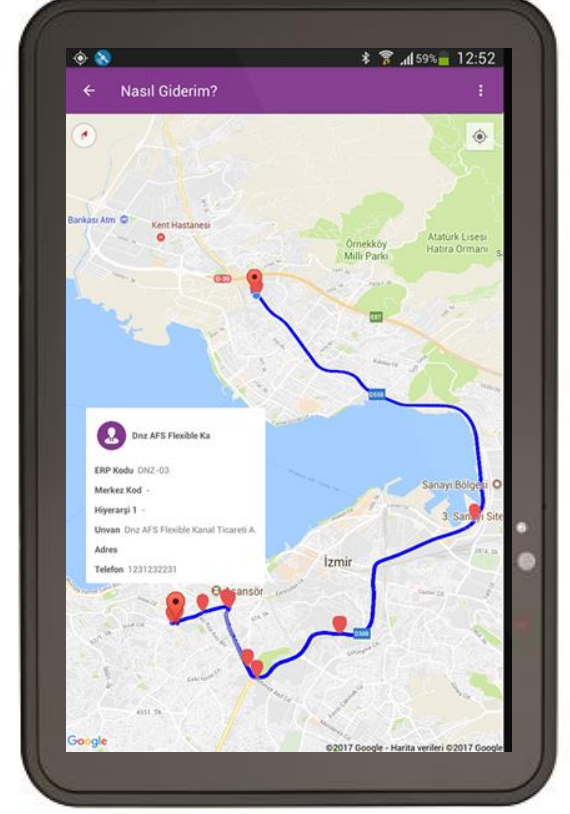 59% 12:52
Nasıl Giderim?
Bankası Atm
Kent Hastanesi
Örnekköy
Milli Parkı
Atatürk Lisesi
Hatıra Ormanı
E87
D550
Dnz AFS Flexible Ka
ERP Kodu DNZ-03
Merkez Kod -
Hiyerarşi 1 -
Unvan Dnz AFS Flexible Kanal Ticareti A.
Adres
Telefon 1231232231
Sanayi Bölgesi
3. Sanayi Site
İzmir
Asansör
D300
Google
©2017 Google - Harita verileri ©2017 Google